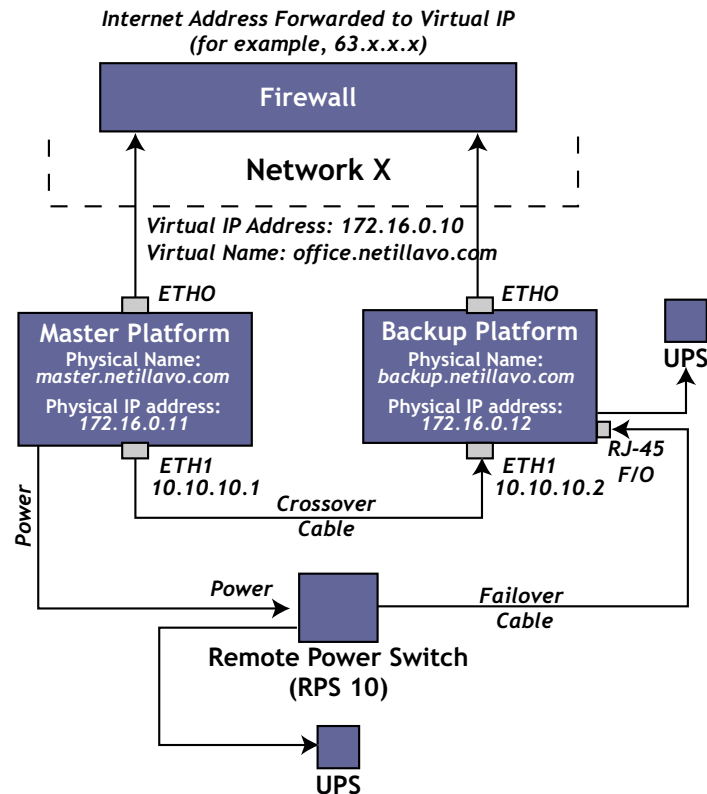 Internet Address Forwarded to Virtual IP
(for example, 63.x.x.x)
Firewall
Network X
Virtual IP Address: 172.16.0.10
Virtual Name: office.netillavo.com
ETHO
ETHO
Master Platform
Physical Name:
master.netillavo.com
Physical IP address:
172.16.0.11
Backup Platform
Physical Name:
backup.netillavo.com
Physical IP address:
172.16.0.12
UPS
RJ-45
F/O
ETH1
10.10.10.1
ETH1
10.10.10.2
Crossover
Cable
Power
Power
Failover
Cable
Remote Power Switch
(RPS 10)
UPS